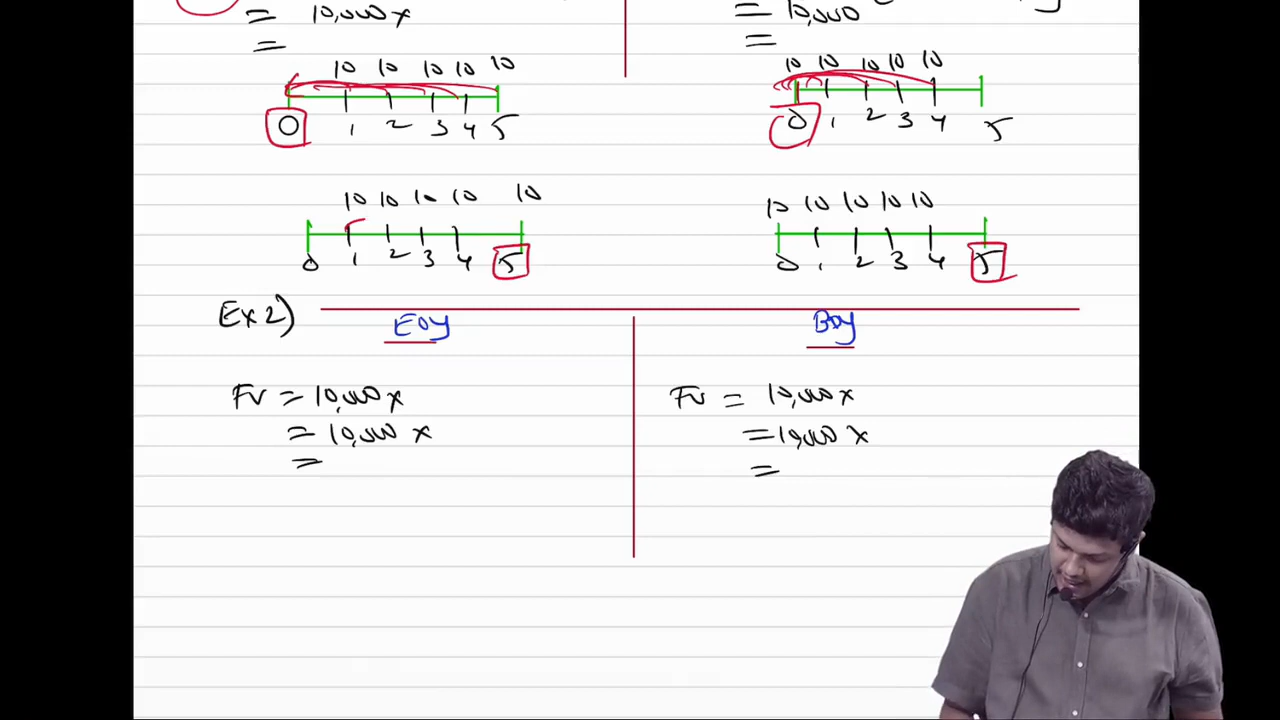 = 10,000 x
=
10 10 10 10 10
0 1 2 3 4 5
10 10 10 10 10
0 1 2 3 4 5
Ex 2)
EOY
FV = 10,000 x
= 10,000 x
=
= 10,000
=
10 10 10 10 10
0 1 2 3 4 5
10 10 10 10 10
0 1 2 3 4 5
BOY
FV = 10,000 x
= 10,000 x
=